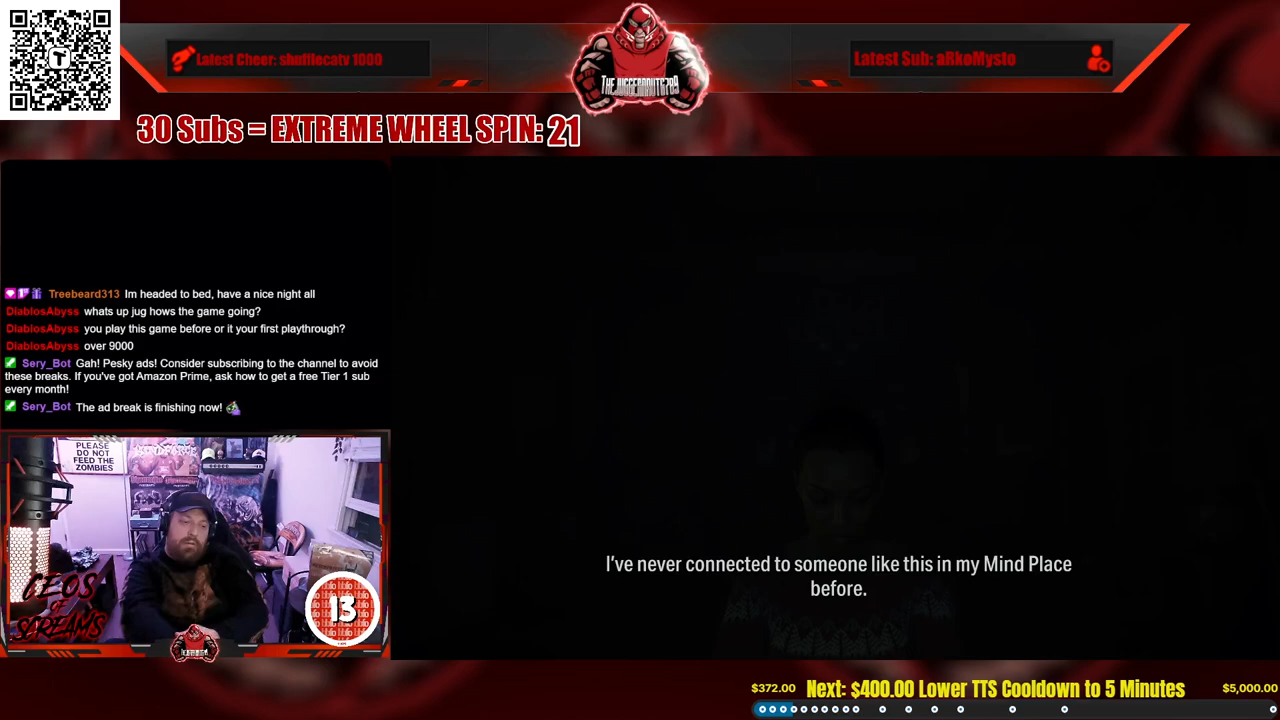 Latest Cheer: shufflecatv 1000
THEJUGGERNAUT6789
Latest Sub: aRkoMysto
30 Subs = EXTREME WHEEL SPIN: 21
Treebeard313 Im headed to bed, have a nice night all
DiablosAbyss whats up jug hows the game going?
DiablosAbyss you play this game before or it your first playthrough?
DiablosAbyss over 9000
Sery_Bot Gah! Pesky ads! Consider subscribing to the channel to avoid
these breaks. If you've got Amazon Prime, ask how to get a free Tier 1 sub
every month!
Sery_Bot The ad break is finishing now!
PLEASE
DO NOT
FEED THE
ZOMBIES
CEOS
OF
SCREAMS
13
I've never connected to someone like this in my Mind Place
before.
$372.00 Next: $400.00 Lower TTS Cooldown to 5 Minutes $5,000.00